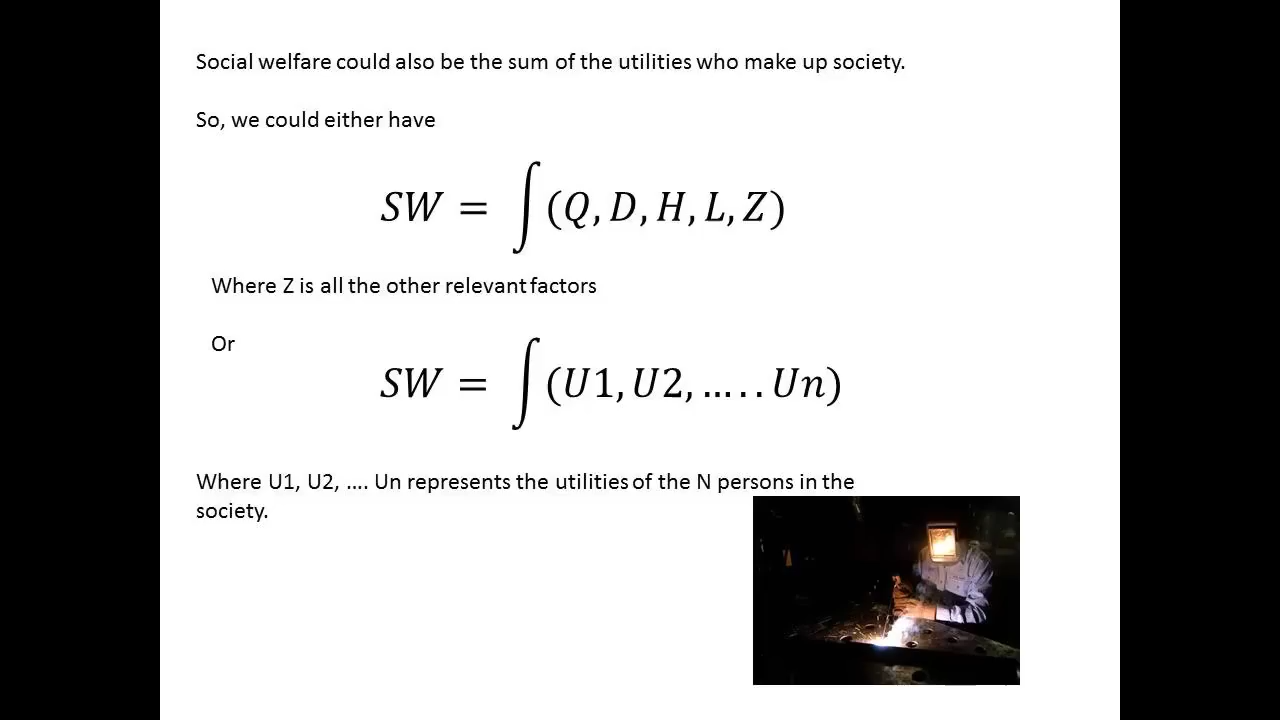 Social welfare could also be the sum of the utilities who make up society.
So, we could either have
SW = ∫(Q, D, H, L, Z)
Where Z is all the other relevant factors
Or
SW = ∫(U1, U2, ... . . Un)
Where U1, U2, .... Un represents the utilities of the N persons in the
society.